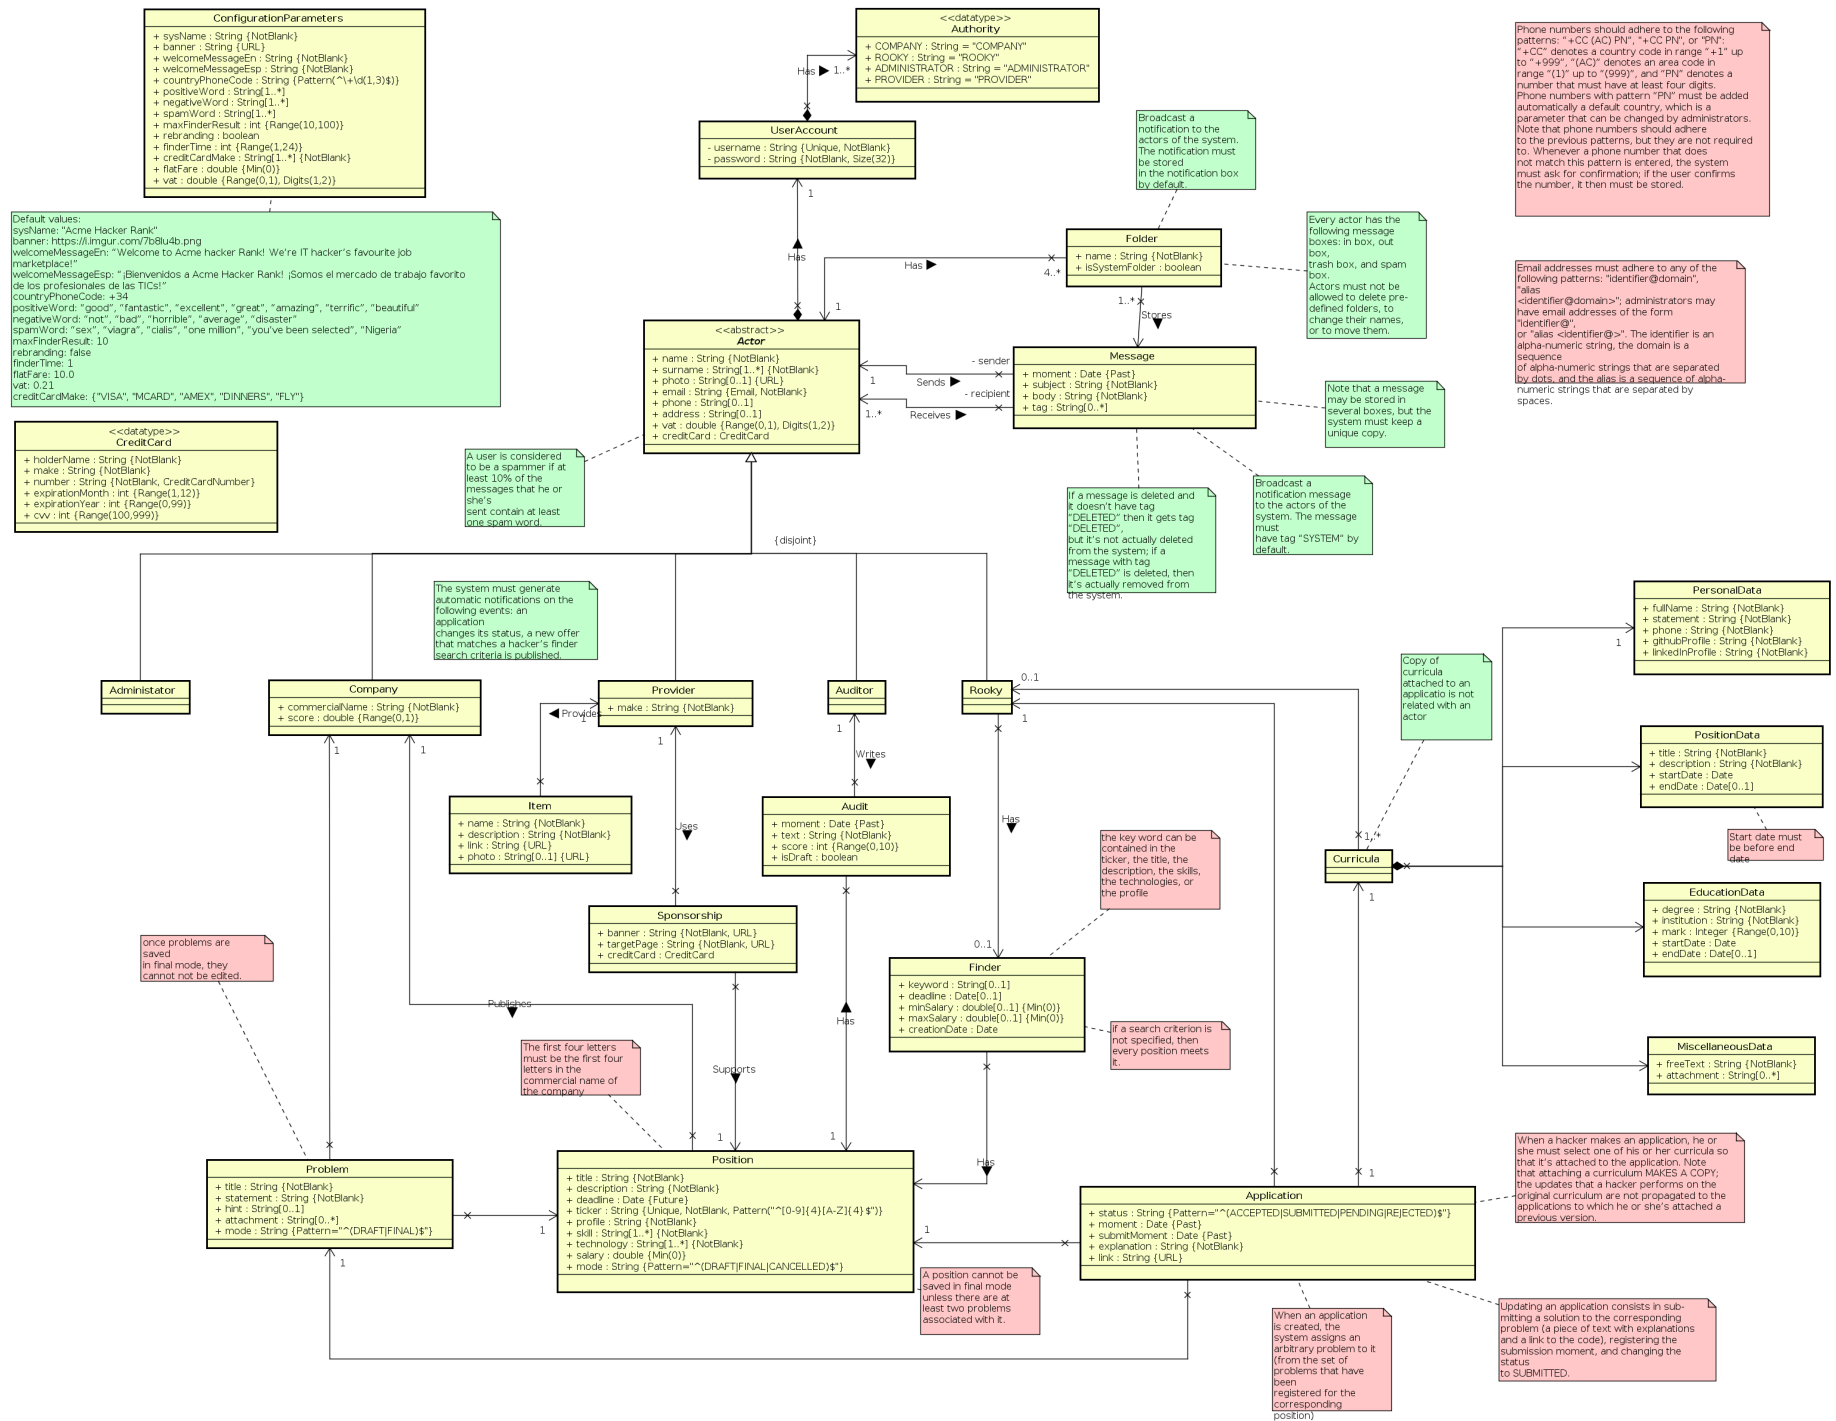 ConfigurationParameters
+ sysName : String {NotBlank}
+ banner : String {URL}
+ welcomeMessageEn : String {NotBlank}
+ welcomeMessageEsp : String {NotBlank}
+ countryPhoneCode : String {Pattern(^\+\d(1,3)$)}
+ positiveWord : String[1..*]
+ negativeWord : String[1..*]
+ spamWord : String[1..*]
+ maxFinderResult : int {Range(10,100)}
+ rebranding : boolean
+ finderTime : int {Range(1,24)}
+ creditCardMake : String[1..*] {NotBlank}
+ flatFare : double {Min(0)}
+ vat : double {Range(0,1), Digits(1,2)}
Default values:
sysName: "Acme Hacker Rank"
banner: https://i.imgur.com/7b8lu4b.png
welcomeMessageEn: “Welcome to Acme hacker Rank! We’re IT hacker’s favourite job
marketplace!”
welcomeMessageEsp: “¡Bienvenidos a Acme Hacker Rank! ¡Somos el mercado de trabajo favorito
de los profesionales de las TICs!”
countryPhoneCode: +34
positiveWord: “good”, “fantastic”, “excellent”, “great”, “amazing”, “terrific”, “beautiful”
negativeWord: “not”, “bad”, “horrible”, “average”, “disaster”
spamWord: “sex”, “viagra”, “cialis”, “one million”, “you’ve been selected”, “Nigeria”
maxFinderResult: 10
rebranding: false
finderTime: 1
flatFare: 10.0
vat: 0.21
creditCardMake: {"VISA", "MCARD", "AMEX", "DINNERS", "FLY"}
<<datatype>>
CreditCard
+ holderName : String {NotBlank}
+ make : String {NotBlank}
+ number : String {NotBlank, CreditCardNumber}
+ expirationMonth : int {Range(1,12)}
+ expirationYear : int {Range(0,99)}
+ cvv : int {Range(100,999)}
<<datatype>>
Authority
+ COMPANY : String = "COMPANY"
+ ROOKY : String = "ROOKY"
+ ADMINISTRATOR : String = "ADMINISTRATOR"
+ PROVIDER : String = "PROVIDER"
Has
1..*
UserAccount
- username : String {Unique, NotBlank}
- password : String {NotBlank, Size(32)}
1
Has
Broadcast a
notification to the
actors of the system.
The notification must
be stored
in the notification box
by default.
Folder
+ name : String {NotBlank}
+ isSystemFolder : boolean
Has
4..*
1
1..*
Stores
Every actor has the
following message
boxes: in box, out
box,
trash box, and spam
box.
Actors must not be
allowed to delete pre-
defined folders, to
change their names,
or to move them.
Phone numbers should adhere to the following
patterns: “+CC (AC) PN”, "+CC PN", or "PN":
“+CC” denotes a country code in range “+1” up
to “+999”, “(AC)” denotes an area code in
range “(1)” up to “(999)”, and “PN” denotes a
number that must have at least four digits.
Phone numbers with pattern “PN” must be added
automatically a default country, which is a
parameter that can be changed by administrators.
Note that phone numbers should adhere
to the previous patterns, but they are not required
to. Whenever a phone number that does
not match this pattern is entered, the system
must ask for confirmation; if the user confirms
the number, it then must be stored.
Email addresses must adhere to any of the
following patterns: "identifier@domain",
"alias
<identifier@domain>"; administrators may
have email addresses of the form
"identifier@",
or "alias <identifier@>". The identifier is an
alpha-numeric string, the domain is a
sequence
of alpha-numeric strings that are separated
by dots, and the alias is a sequence of alpha-
numeric strings that are separated by
spaces.
<<abstract>>
Actor
+ name : String {NotBlank}
+ surname : String[1..*] {NotBlank}
+ photo : String[0..1] {URL}
+ email : String {Email, NotBlank}
+ phone : String[0..1]
+ address : String[0..1]
+ vat : double {Range(0,1), Digits(1,2)}
+ creditCard : CreditCard
- sender
1
Sends
- recipient
1..*
Receives
Message
+ moment : Date {Past}
+ subject : String {NotBlank}
+ body : String {NotBlank}
+ tag : String[0..*]
Note that a message
may be stored in
several boxes, but the
system must keep a
unique copy.
A user is considered
to be a spammer if at
least 10% of the
messages that he or
she’s
sent contain at least
one spam word.
If a message is deleted and
it doesn’t have tag
“DELETED” then it gets tag
“DELETED”,
but it’s not actually deleted
from the system; if a
message with tag
“DELETED” is deleted, then
it’s actually removed from
the system.
Broadcast a
notification message
to the actors of the
system. The message
must
have tag “SYSTEM” by
default.
{disjoint}
The system must generate
automatic notifications on the
following events: an
application
changes its status, a new offer
that matches a hacker’s finder
search criteria is published.
Administator
Company
+ commercialName : String {NotBlank}
+ score : double {Range(0,1)}
1
1
Provider
+ make : String {NotBlank}
Provides
1
1
Auditor
1
Writes
Rooky
0..1
1
Has
Copy of
curricula
attached to an
applicatio is not
related with an
actor
PersonalData
+ fullName : String {NotBlank}
+ statement : String {NotBlank}
+ phone : String {NotBlank}
+ githubProfile : String {NotBlank}
+ linkedInProfile : String {NotBlank}
1
PositionData
+ title : String {NotBlank}
+ description : String {NotBlank}
+ startDate : Date
+ endDate : Date[0..1]
Start date must
be before end
date
Item
+ name : String {NotBlank}
+ description : String {NotBlank}
+ link : String {URL}
+ photo : String[0..1] {URL}
Uses
Audit
+ moment : Date {Past}
+ text : String {NotBlank}
+ score : int {Range(0,10)}
+ isDraft : boolean
the key word can be
contained in the
ticker, the title, the
description, the skills,
the technologies, or
the profile
1..*
Curricula
1
EducationData
+ degree : String {NotBlank}
+ institution : String {NotBlank}
+ mark : Integer {Range(0,10)}
+ startDate : Date
+ endDate : Date[0..1]
Sponsorship
+ banner : String {NotBlank, URL}
+ targetPage : String {NotBlank, URL}
+ creditCard : CreditCard
once problems are
saved
in final mode, they
cannot not be edited.
0..1
Finder
+ keyword : String[0..1]
+ deadline : Date[0..1]
+ minSalary : double[0..1] {Min(0)}
+ maxSalary : double[0..1] {Min(0)}
+ creationDate : Date
Publishes
Has
if a search criterion is
not specified, then
every position meets
it.
MiscellaneousData
+ freeText : String {NotBlank}
+ attachment : String[0..*]
The first four letters
must be the first four
letters in the
commercial name of
the company
Supports
1
1
Has
Problem
+ title : String {NotBlank}
+ statement : String {NotBlank}
+ hint : String[0..1]
+ attachment : String[0..*]
+ mode : String {Pattern="^(DRAFT|FINAL)$"}
1
1
Position
+ title : String {NotBlank}
+ description : String {NotBlank}
+ deadline : Date {Future}
+ ticker : String {Unique, NotBlank, Pattern("^[0-9]{4}[A-Z]{4}$")}
+ profile : String {NotBlank}
+ skill : String[1..*] {NotBlank}
+ technology : String[1..*] {NotBlank}
+ salary : double {Min(0)}
+ mode : String {Pattern="^(DRAFT|FINAL|CANCELLED)$"}
1
A position cannot be
saved in final mode
unless there are at
least two problems
associated with it.
1
Application
+ status : String {Pattern="^(ACCEPTED|SUBMITTED|PENDING|REJECTED)$"}
+ moment : Date {Past}
+ submitMoment : Date {Past}
+ explanation : String {NotBlank}
+ link : String {URL}
When a hacker makes an application, he or
she must select one of his or her curricula so
that it’s attached to the application. Note
that attaching a curriculum MAKES A COPY;
the updates that a hacker performs on the
original curriculum are not propagated to the
applications to which he or she’s attached a
previous version.
When an application
is created, the
system assigns an
arbitrary problem to it
(from the set of
problems that have
been
registered for the
corresponding
position)
Updating an application consists in sub-
mitting a solution to the corresponding
problem (a piece of text with explanations
and a link to the code), registering the
submission moment, and changing the
status
to SUBMITTED.